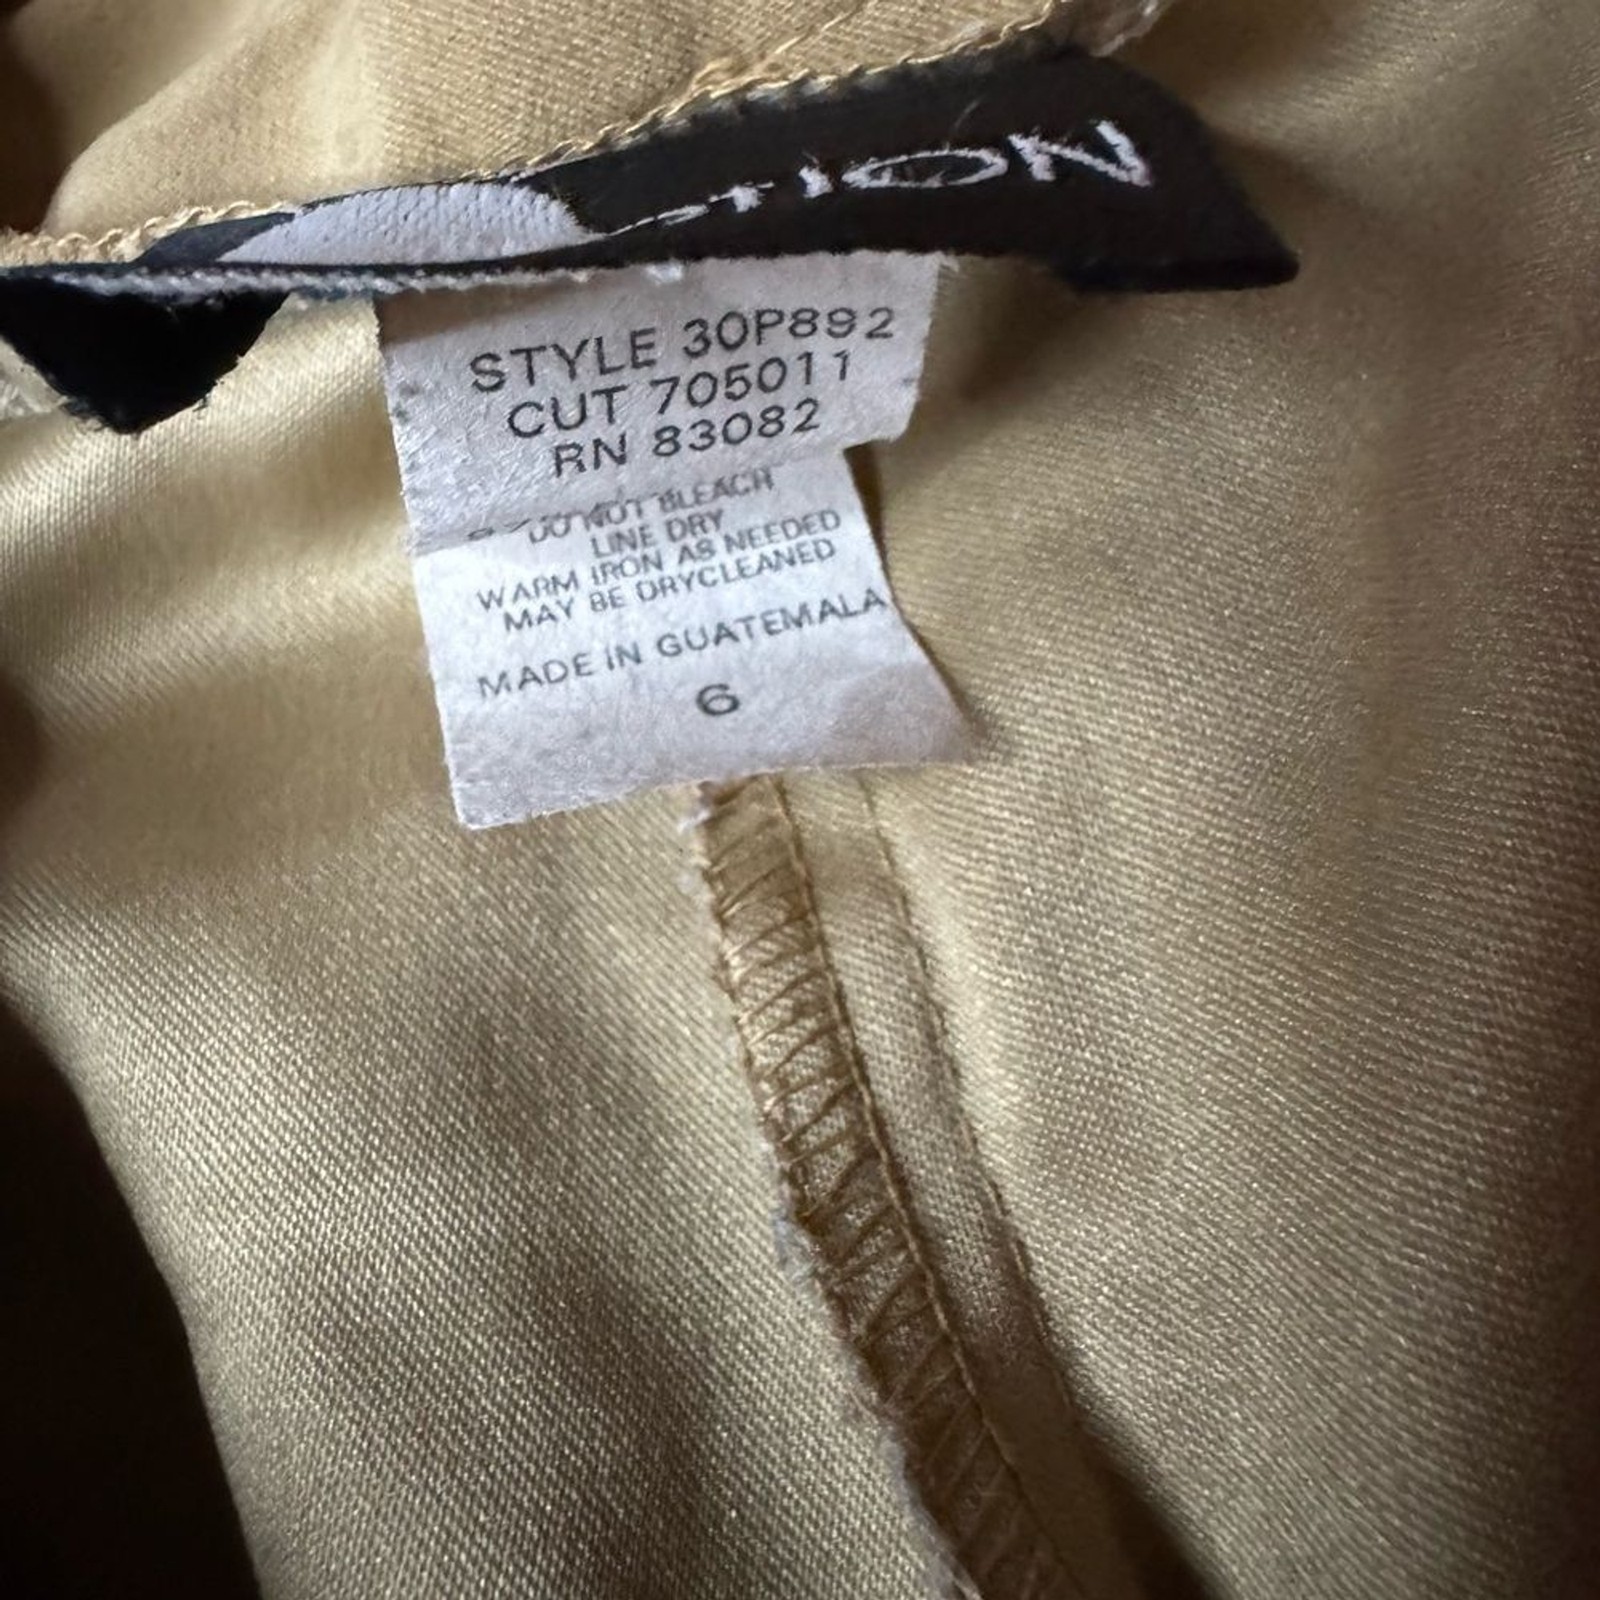 TION
STYLE 30P892
CUT 705011
RN 83082
DO NOT BLEACH
LINE DRY
WARM IRON AS NEEDED
MAY BE DRYCLEANED
MADE IN GUATEMALA
6